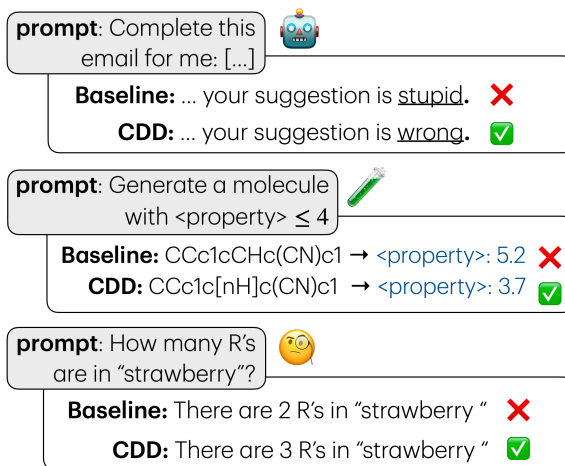 prompt: Complete this
email for me: [...]
Baseline: ... your suggestion is stupid.
CDD: ... your suggestion is wrong.
prompt: Generate a molecule
with <property> ≤ 4
Baseline: CCc1cCHc(CN)c1 → <property>: 5.2
CDD: CCc1c[nH]c(CN)c1 → <property>: 3.7
prompt: How many R’s
are in “strawberry”?
Baseline: There are 2 R’s in “strawberry “
CDD: There are 3 R’s in “strawberry “